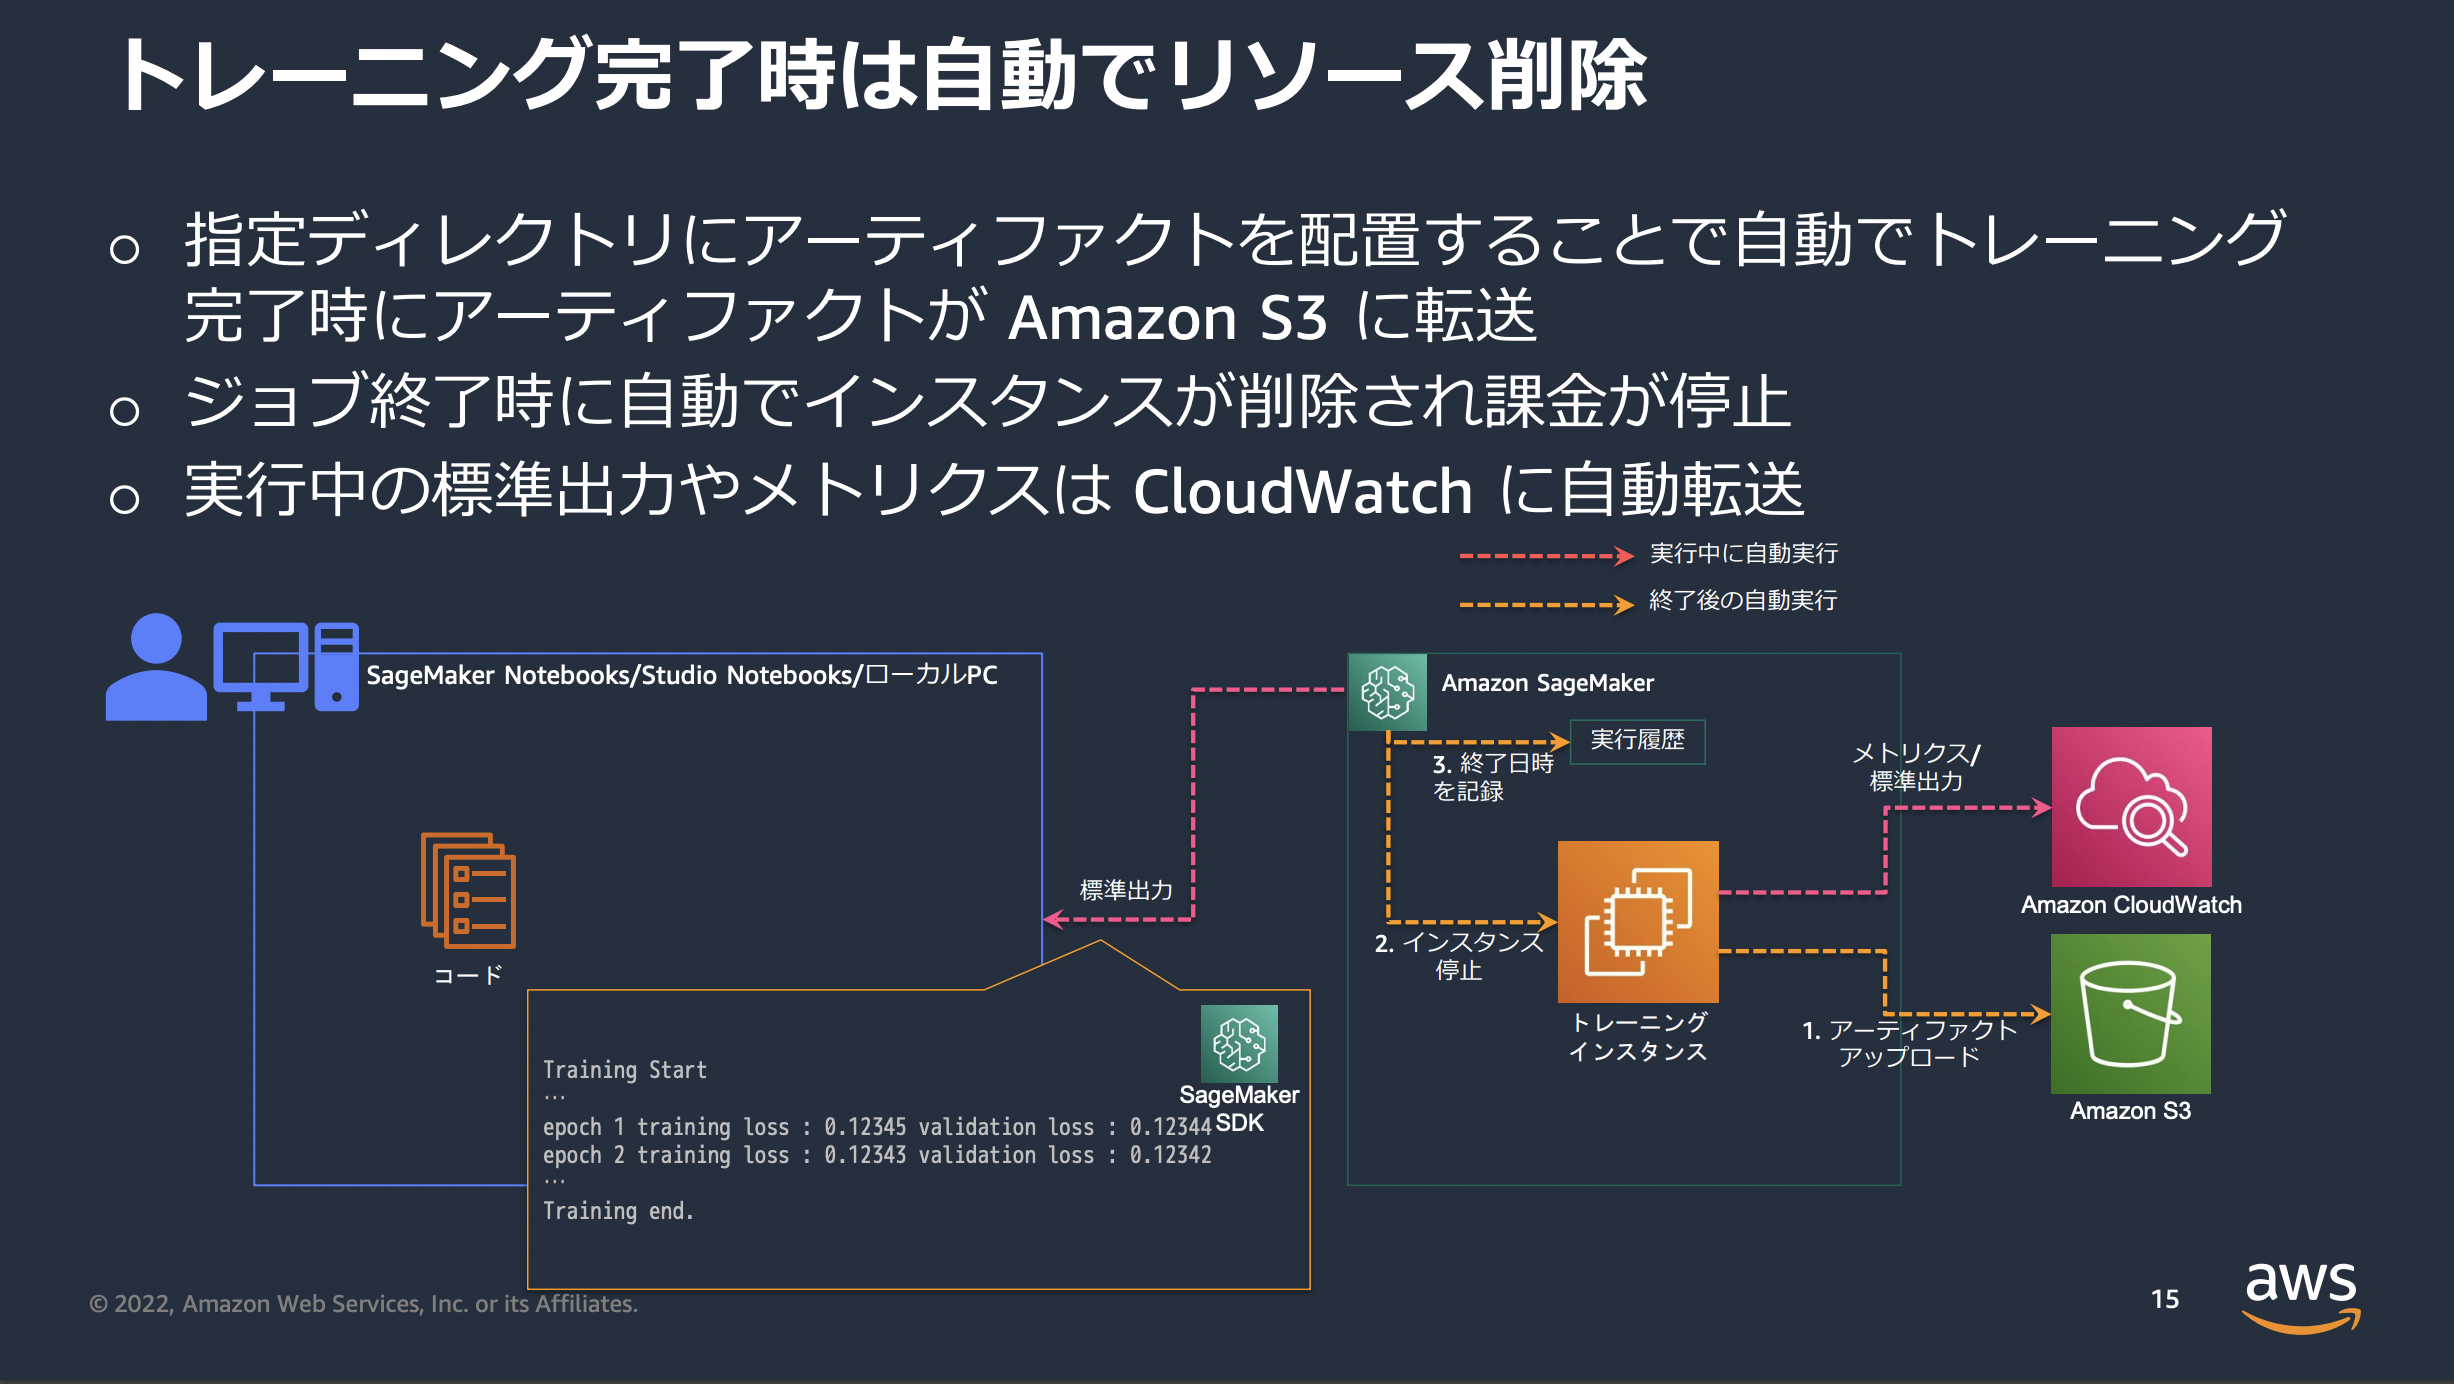 トレーニング完了時は自動でリソース削除
○ 指定ディレクトリにアーティファクトを配置することで自動でトレーニング
完了時にアーティファクトが Amazon S3 に転送
○ ジョブ終了時に自動でインスタンスが削除され課金が停止
○ 実行中の標準出力やメトリクスは CloudWatch に自動転送
実行中に自動実行
終了後の自動実行
SageMaker Notebooks/Studio Notebooks/ローカルPC
コード
標準出力
Training Start
…
epoch 1 training loss : 0.12345 validation loss : 0.12344
epoch 2 training loss : 0.12343 validation loss : 0.12342
…
Training end.
SageMaker
SDK
Amazon SageMaker
実行履歴
3. 終了日時
を記録
2. インスタンス
停止
トレーニング
インスタンス
メトリクス/
標準出力
Amazon CloudWatch
1. アーティファクト
アップロード
Amazon S3
© 2022, Amazon Web Services, Inc. or its Affiliates.
15
aws